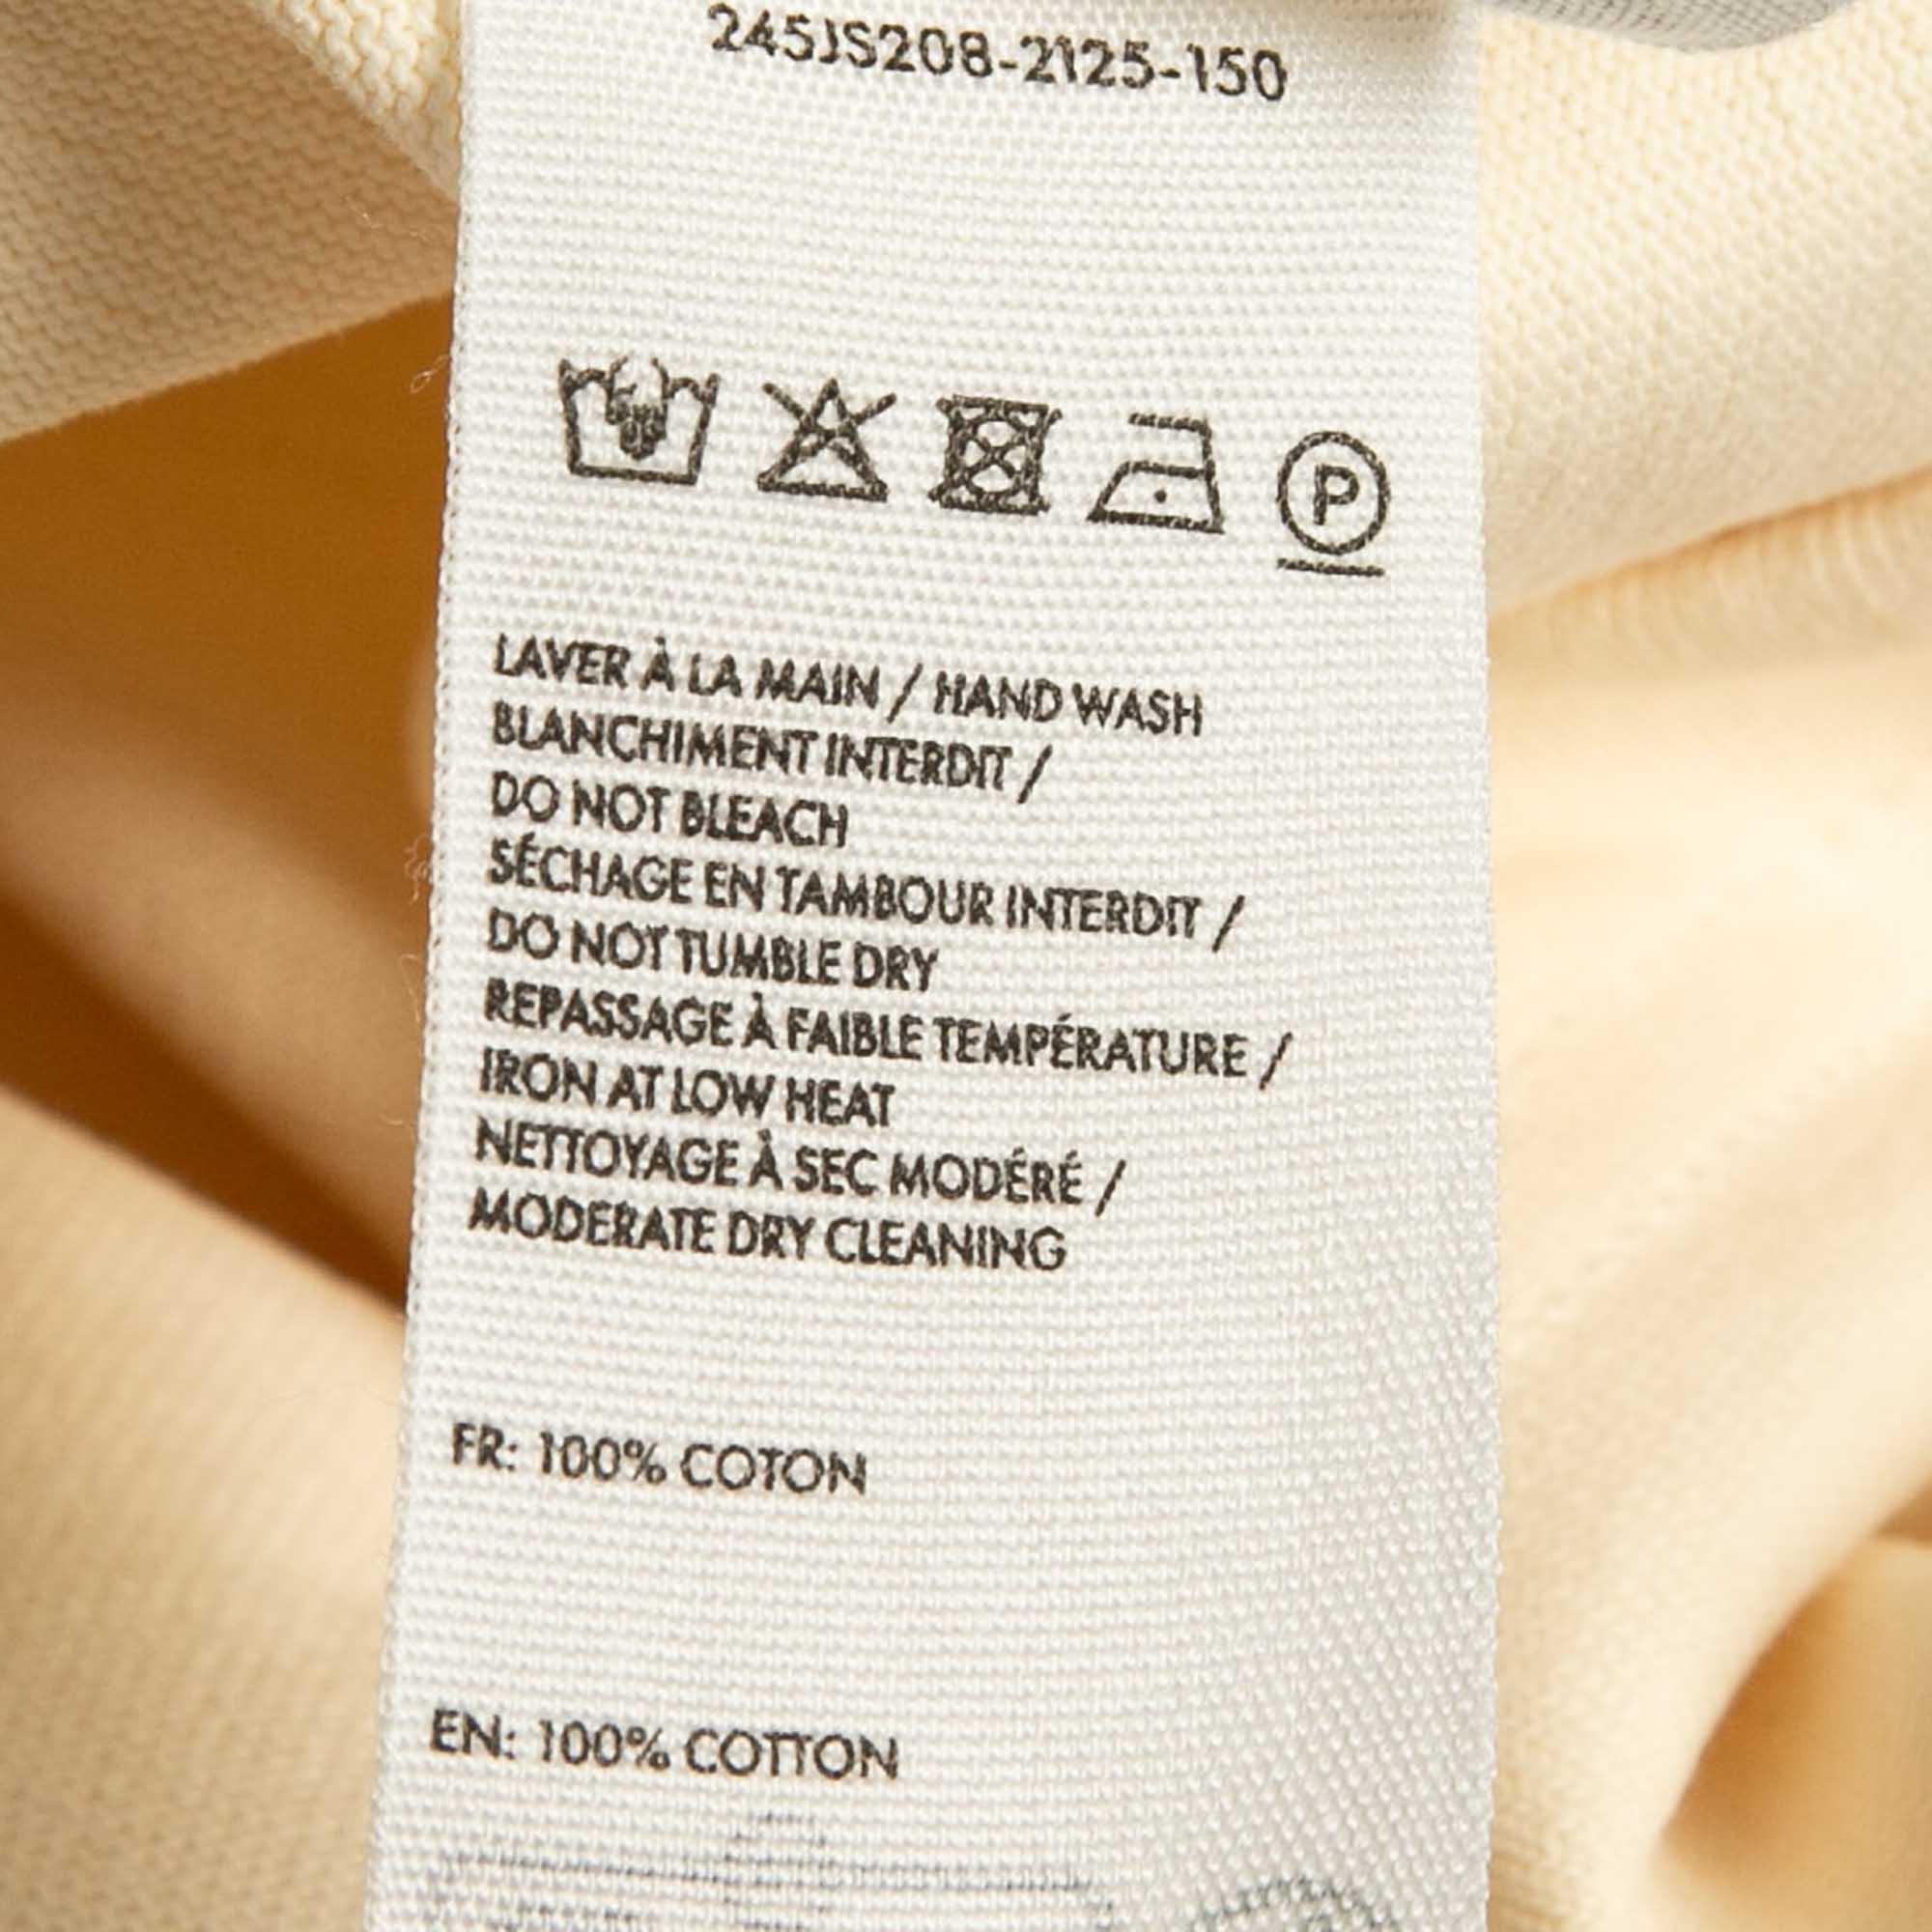 245JS208-2125-150
P
LAVER À LA MAIN / HAND WASH
BLANCHIMENT INTERDIT /
DO NOT BLEACH
SÉCHAGE EN TAMBOUR INTERDIT /
DO NOT TUMBLE DRY
REPASSAGE À FAIBLE TEMPÉRATURE /
IRON AT LOW HEAT
NETTOYAGE À SEC MODÉRÉ /
MODERATE DRY CLEANING
FR: 100% COTON
EN: 100% COTTON